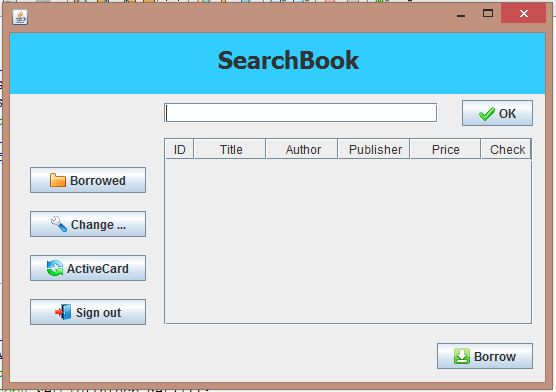 SearchBook
OK
ID Title Author Publisher Price Check
Borrowed
Change ...
ActiveCard
Sign out
Borrow